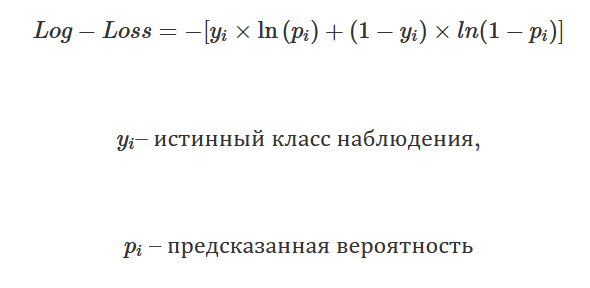 Log − Loss = −[yᵢ × ln (pᵢ) + (1 − yᵢ) × ln(1 − pᵢ)]
yᵢ– истинный класс наблюдения,
pᵢ – предсказанная вероятность